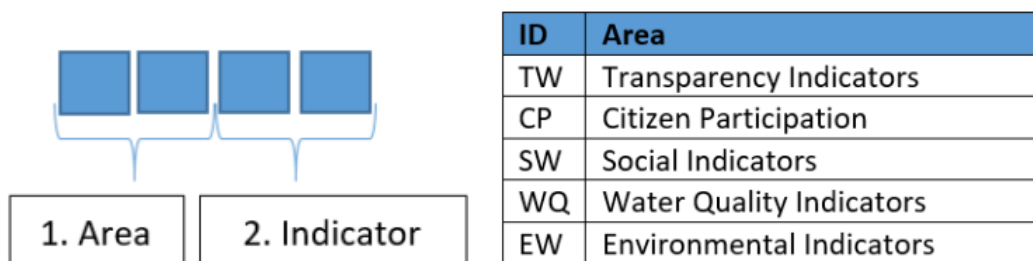 1. Area
2. Indicator
ID Area
TW Transparency Indicators
CP Citizen Participation
SW Social Indicators
WQ Water Quality Indicators
EW Environmental Indicators